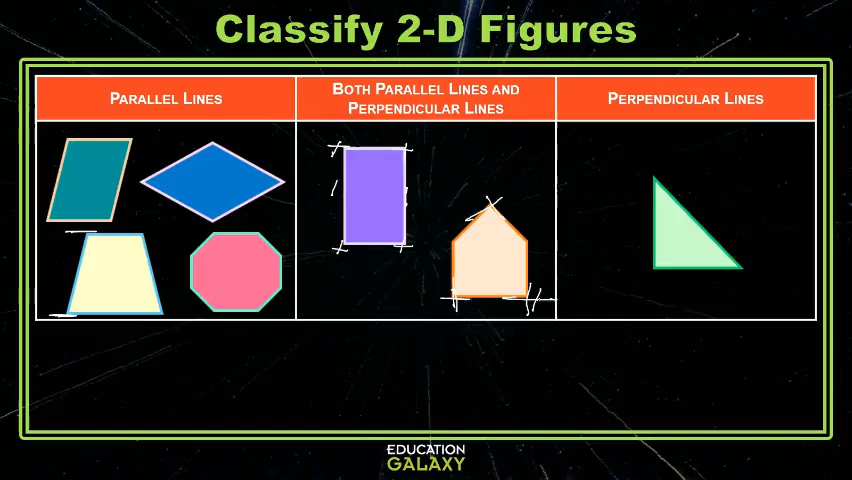 Classify 2-D Figures
PARALLEL LINES
BOTH PARALLEL LINES AND
PERPENDICULAR LINES
PERPENDICULAR LINES
EDUCATION
GALAXY